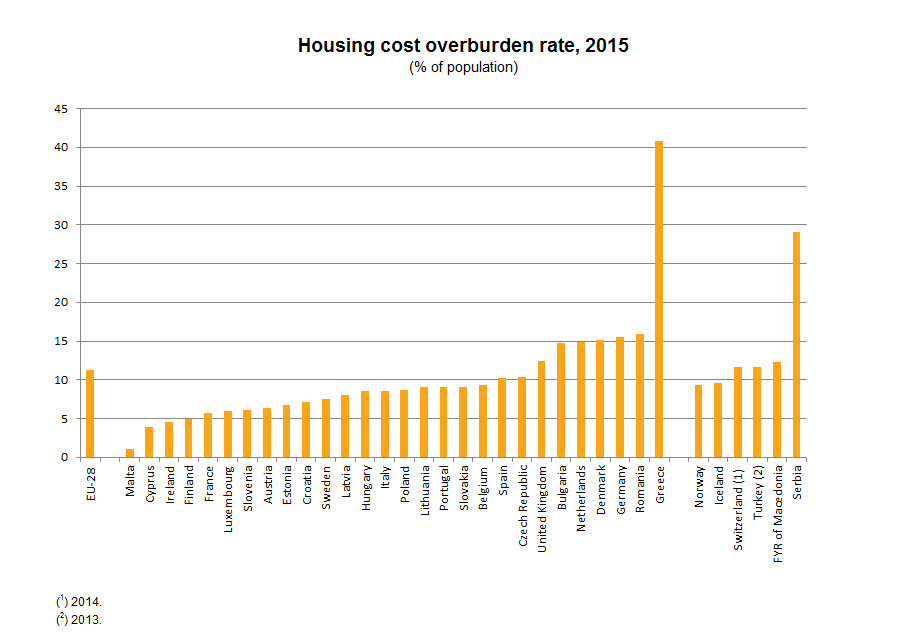 Housing cost overburden rate, 2015
(% of population)
45
40
35
30
25
20
15
10
5
0
EU-28
Malta
Cyprus
Ireland
Finland
France
Luxembourg
Slovenia
Austria
Estonia
Croatia
Sweden
Latvia
Hungary
Italy
Poland
Lithuania
Portugal
Slovakia
Belgium
Spain
Czech Republic
United Kingdom
Bulgaria
Netherlands
Denmark
Germany
Romania
Greece
Norway
Iceland
Switzerland (1)
Turkey (2)
FYR of Macedonia
Serbia
(¹) 2014.
(²) 2013.